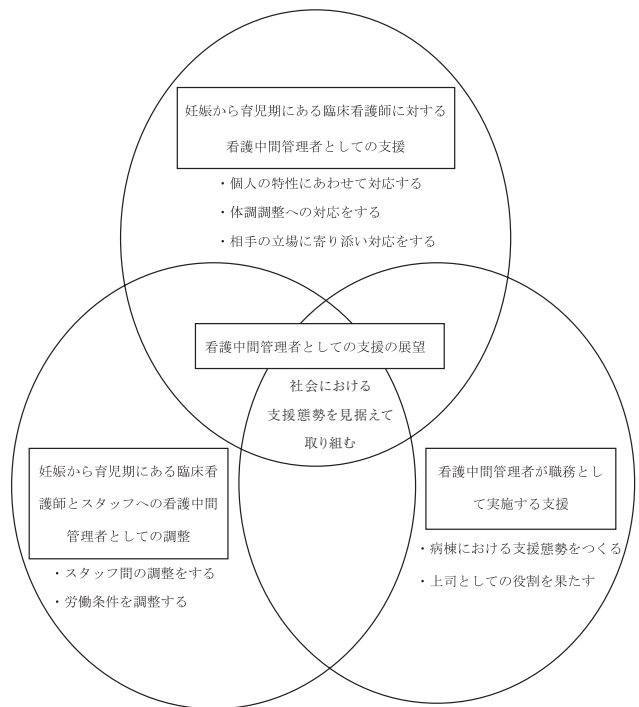 妊娠から育児期にある臨床看護師に対する
看護中間管理者としての支援
・個人の特性にあわせて対応する
・体調調整への対応をする
・相手の立場に寄り添い対応をする
看護中間管理者としての支援の展望
社会における
支援態勢を見据えて
取り組む
妊娠から育児期にある臨床看
護師とスタッフへの看護中間
管理者としての調整
・スタッフ間の調整をする
・労働条件を調整する
看護中間管理者が職務とし
て実施する支援
・病棟における支援態勢をつくる
・上司としての役割を果たす